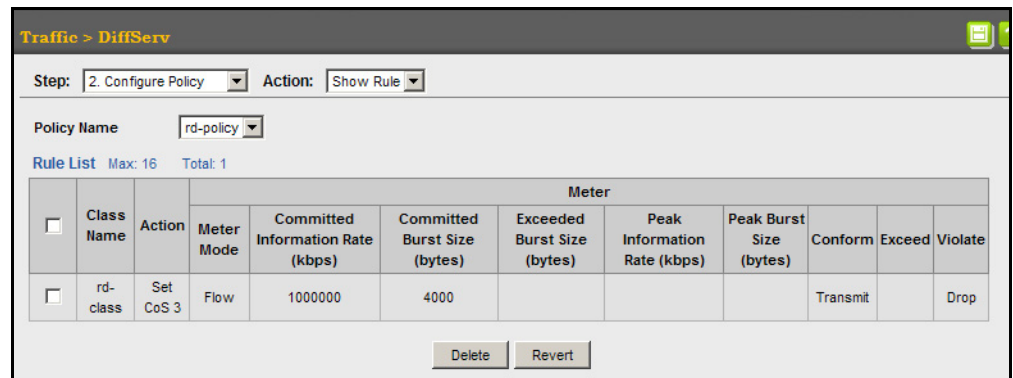 Traffic > DiffServ
Step: 2. Configure Policy Action: Show Rule
Policy Name rd-policy
Rule List Max: 16 Total: 1
Meter
Class Name Action Meter Mode Committed Information Rate (kbps) Committed Burst Size (bytes) Exceeded Burst Size (bytes) Peak Information Rate (kbps) Peak Burst Size (bytes) Conform Exceed Violate
rd-class Set CoS 3 Flow 1000000 4000 Transmit Drop
Delete Revert